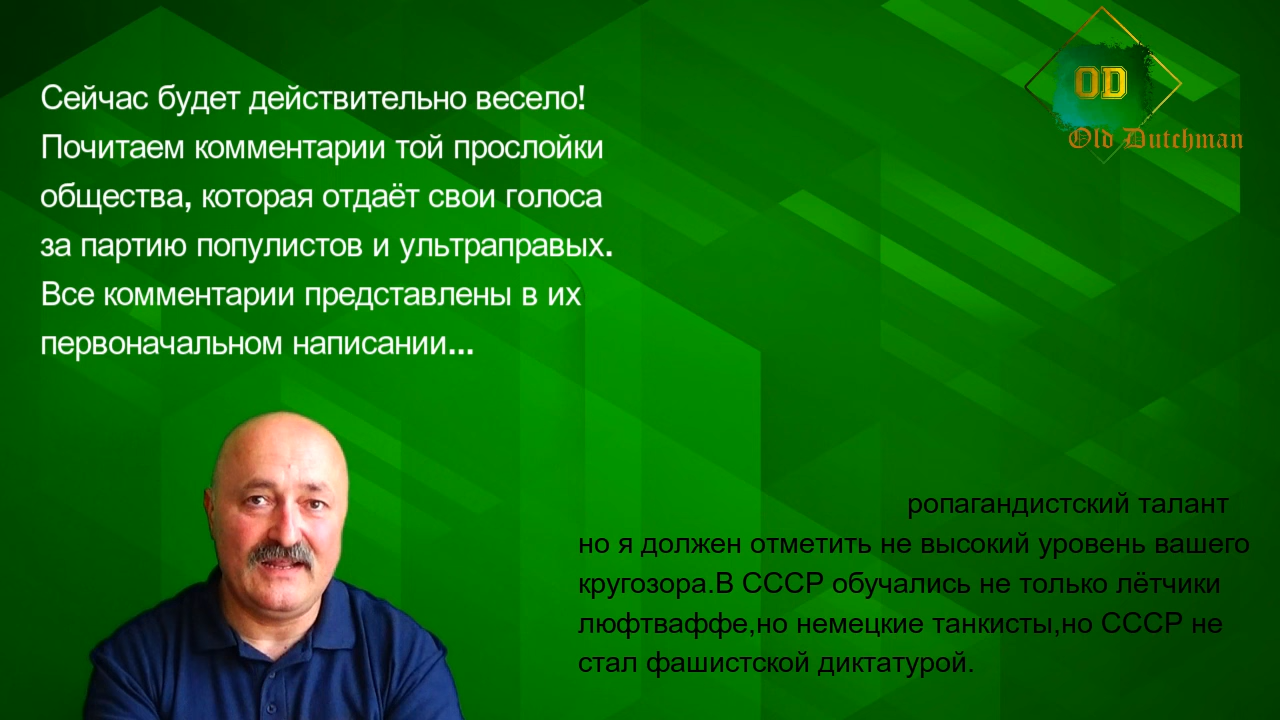 Сейчас будет действительно весело!
Почитаем комментарии той прослойки
общества, которая отдаёт свои голоса
за партию популистов и ультраправых.
Все комментарии представлены в их
первоначальном написании...
OD
Old Dutchman
ропагандистский талант
но я должен отметить не высокий уровень вашего
кругозора.В СССР обучались не только лётчики
люфтваффе,но немецкие танкисты,но СССР не
стал фашистской диктатурой.